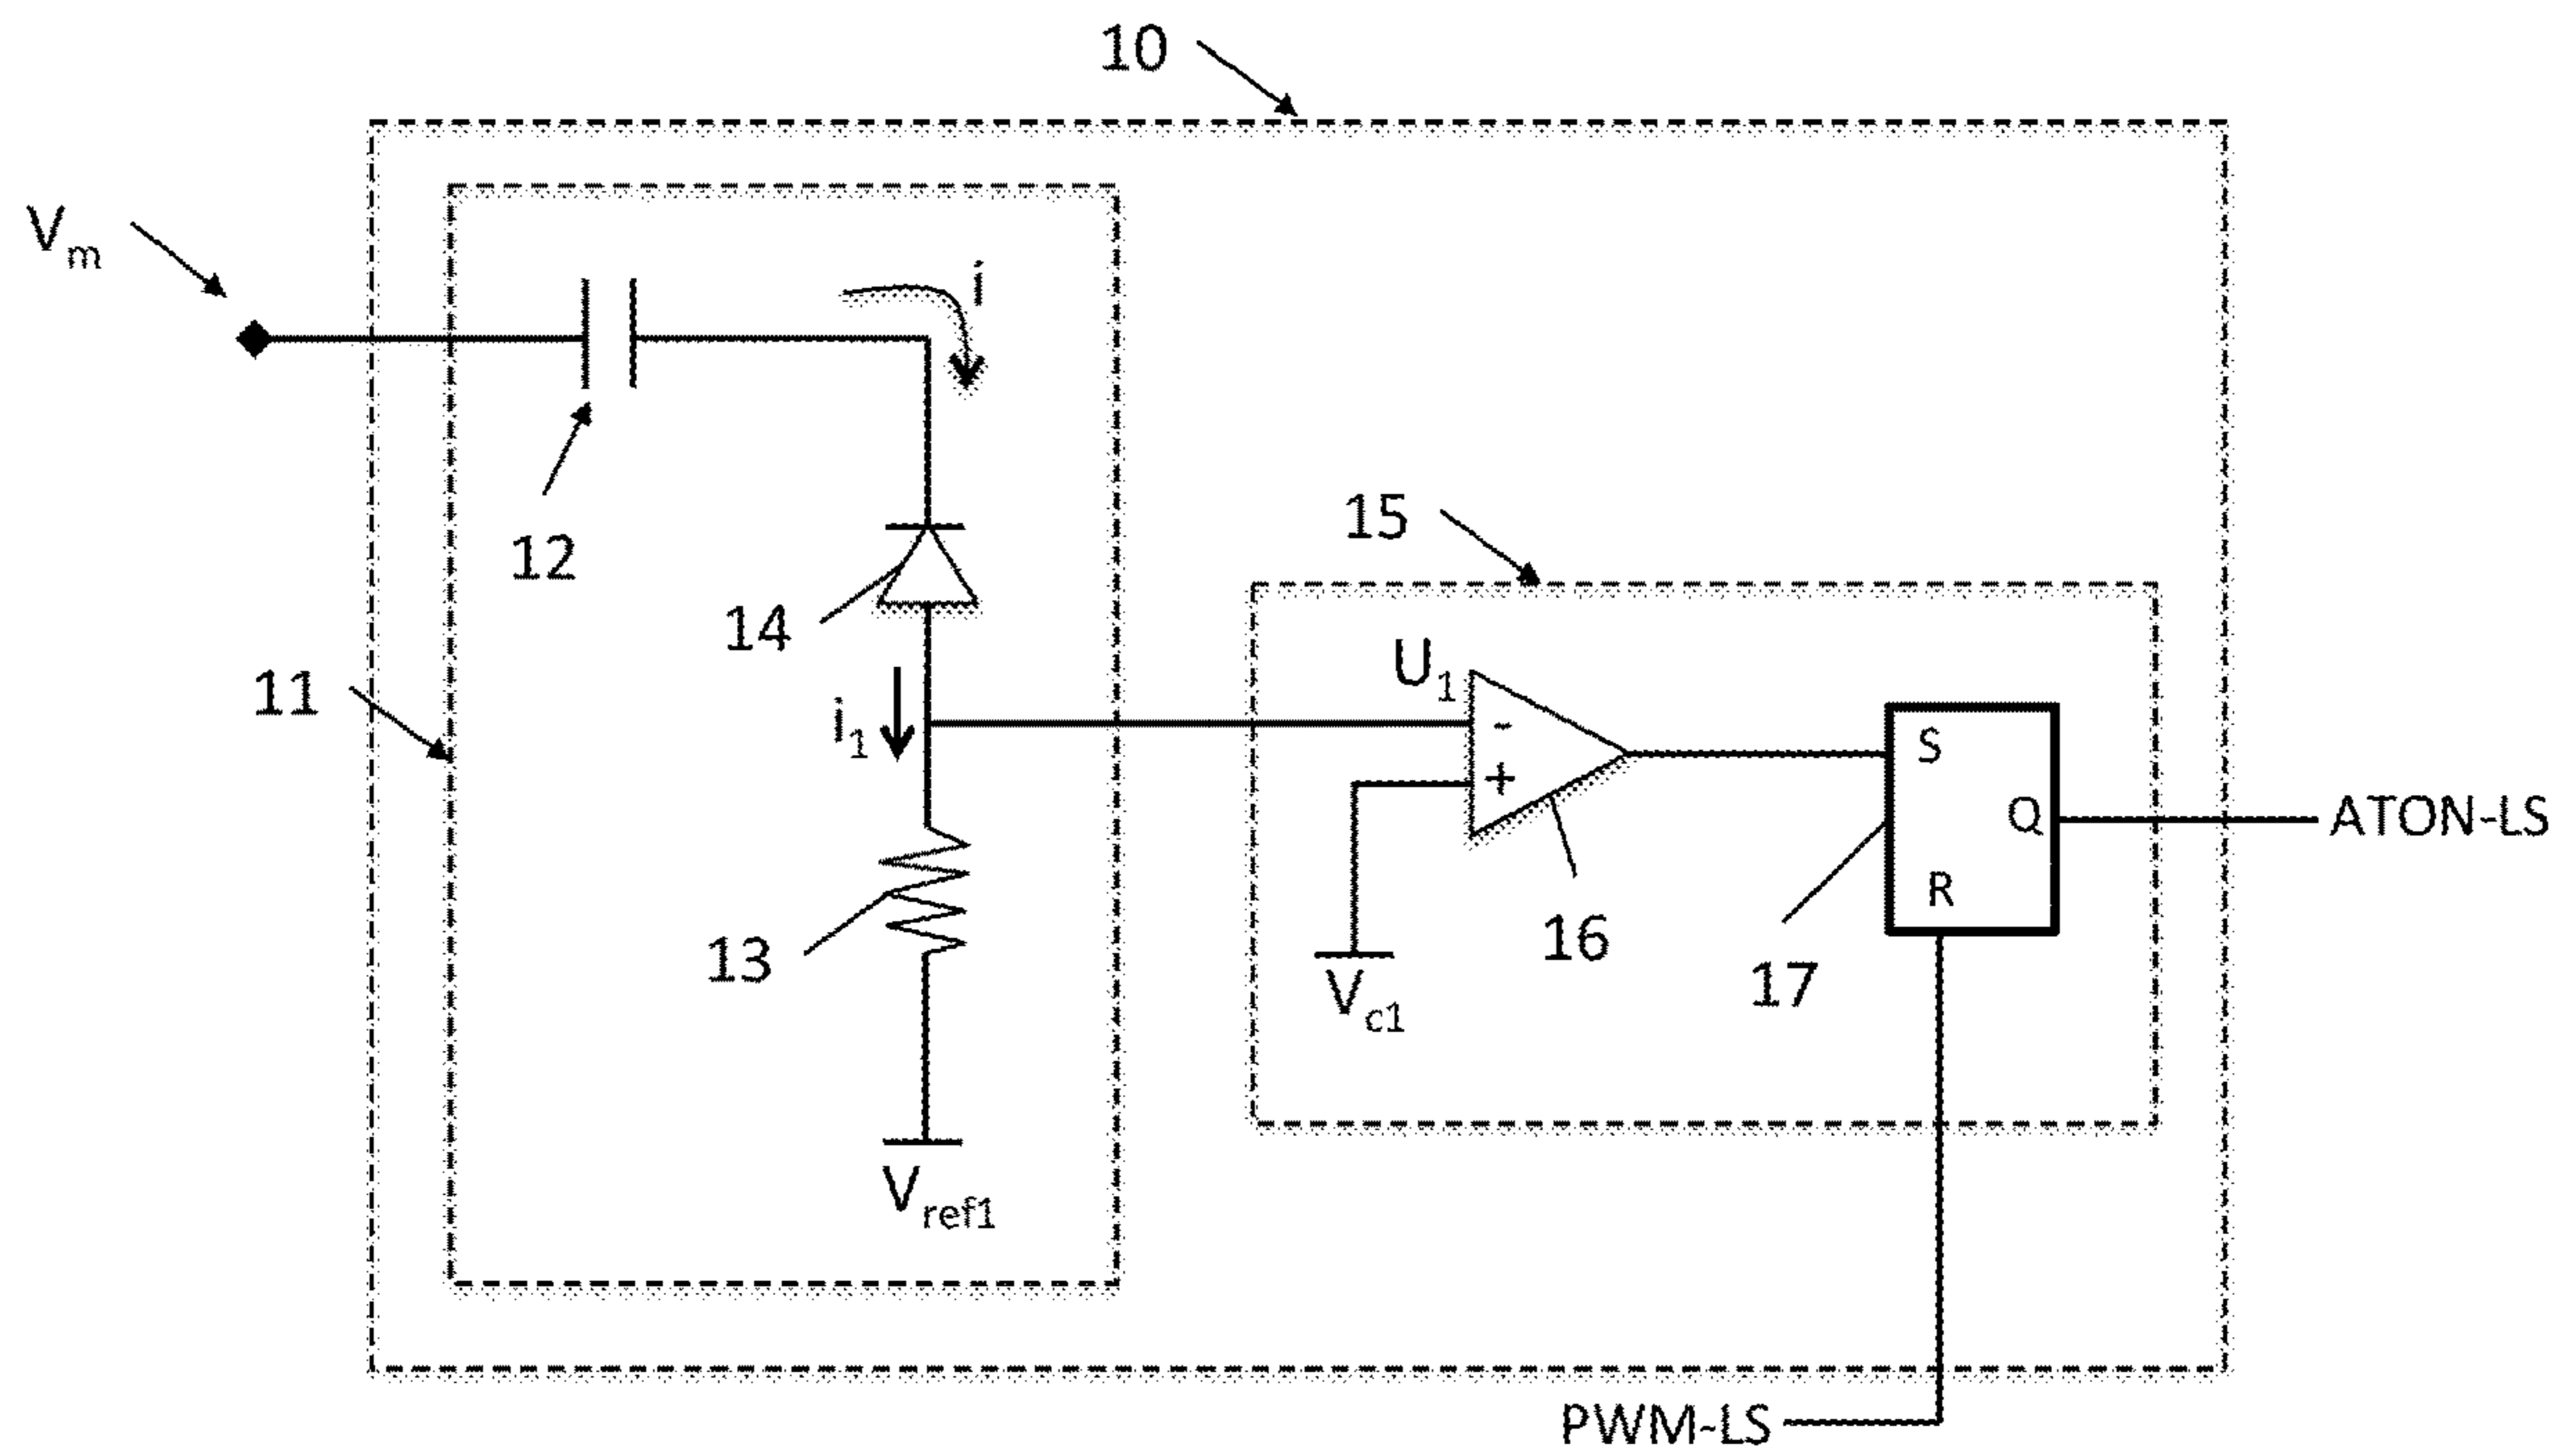 10
Vm
i
12
15
14
U1
11
i1
-
S
+
Q
ATON-LS
R
13
16
17
Vc1
Vref1
PWM-LS